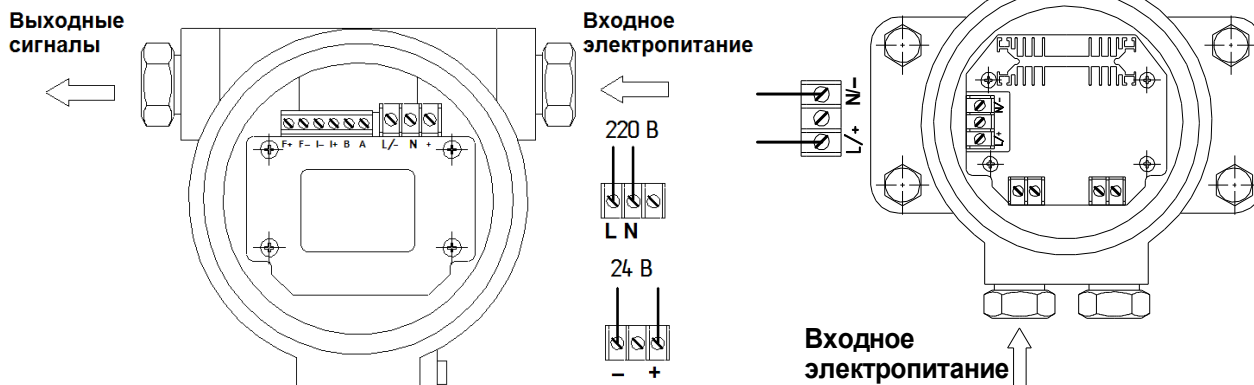 Выходные
сигналы
Входное
электропитание
F+ F– I– I+ B A L/- N +
220 В
L N
24 В
– +
N/–
L/+
N/-
L/+
Входное
электропитание